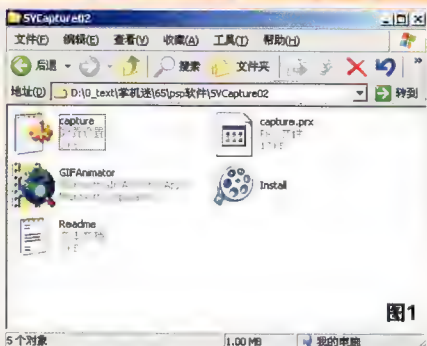 SVCapture02
文件(F) 编辑(E) 查看(V) 收藏(A) 工具(T) 帮助(H)
后退 搜索 文件夹
地址(D) D:\0_text\掌机迷\65\psp软件\SVCapture02 转到
capture
capture.prx
GIFAnimator
Install
Readme
图1
5 个对象 1.00 MB 我的电脑